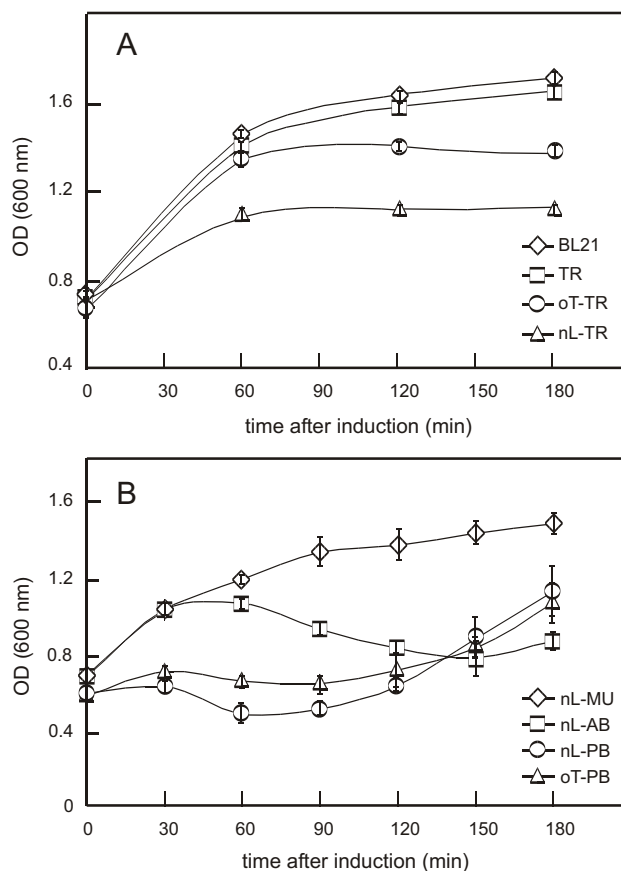 A
1.6
1.2
0.8
0.4
OD (600 nm)
BL21
TR
oT-TR
nL-TR
0 30 60 90 120 150 180
time after induction (min)
B
1.6
1.2
0.8
0.4
0
OD (600 nm)
nL-MU
nL-AB
nL-PB
oT-PB
0 30 60 90 120 150 180
time after induction (min)